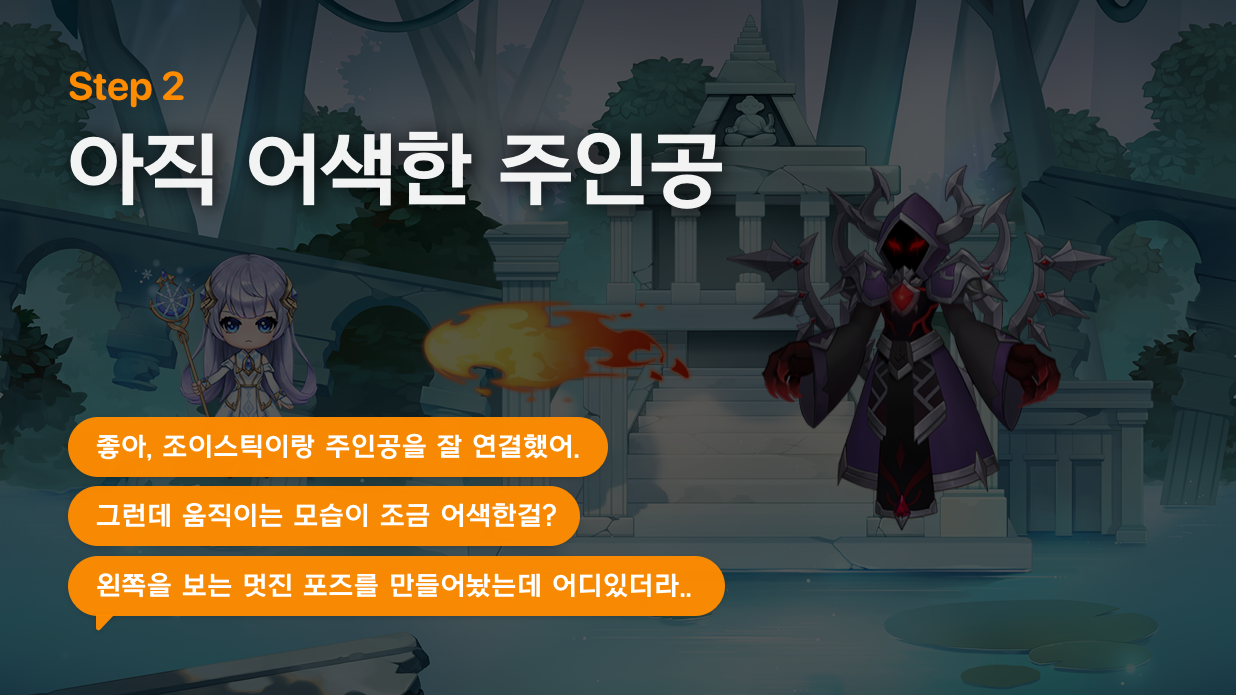 Step 2
아직 어색한 주인공
좋아, 조이스틱이랑 주인공을 잘 연결했어.
그런데 움직이는 모습이 조금 어색한걸?
왼쪽을 보는 멋진 포즈를 만들어놨는데 어디있더라..